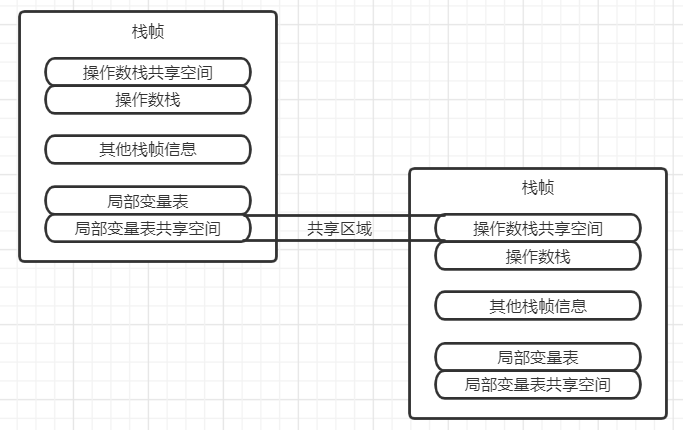 栈帧
操作数栈共享空间
操作数栈
其他栈帧信息
局部变量表
局部变量表共享空间
共享区域
栈帧
操作数栈共享空间
操作数栈
其他栈帧信息
局部变量表
局部变量表共享空间